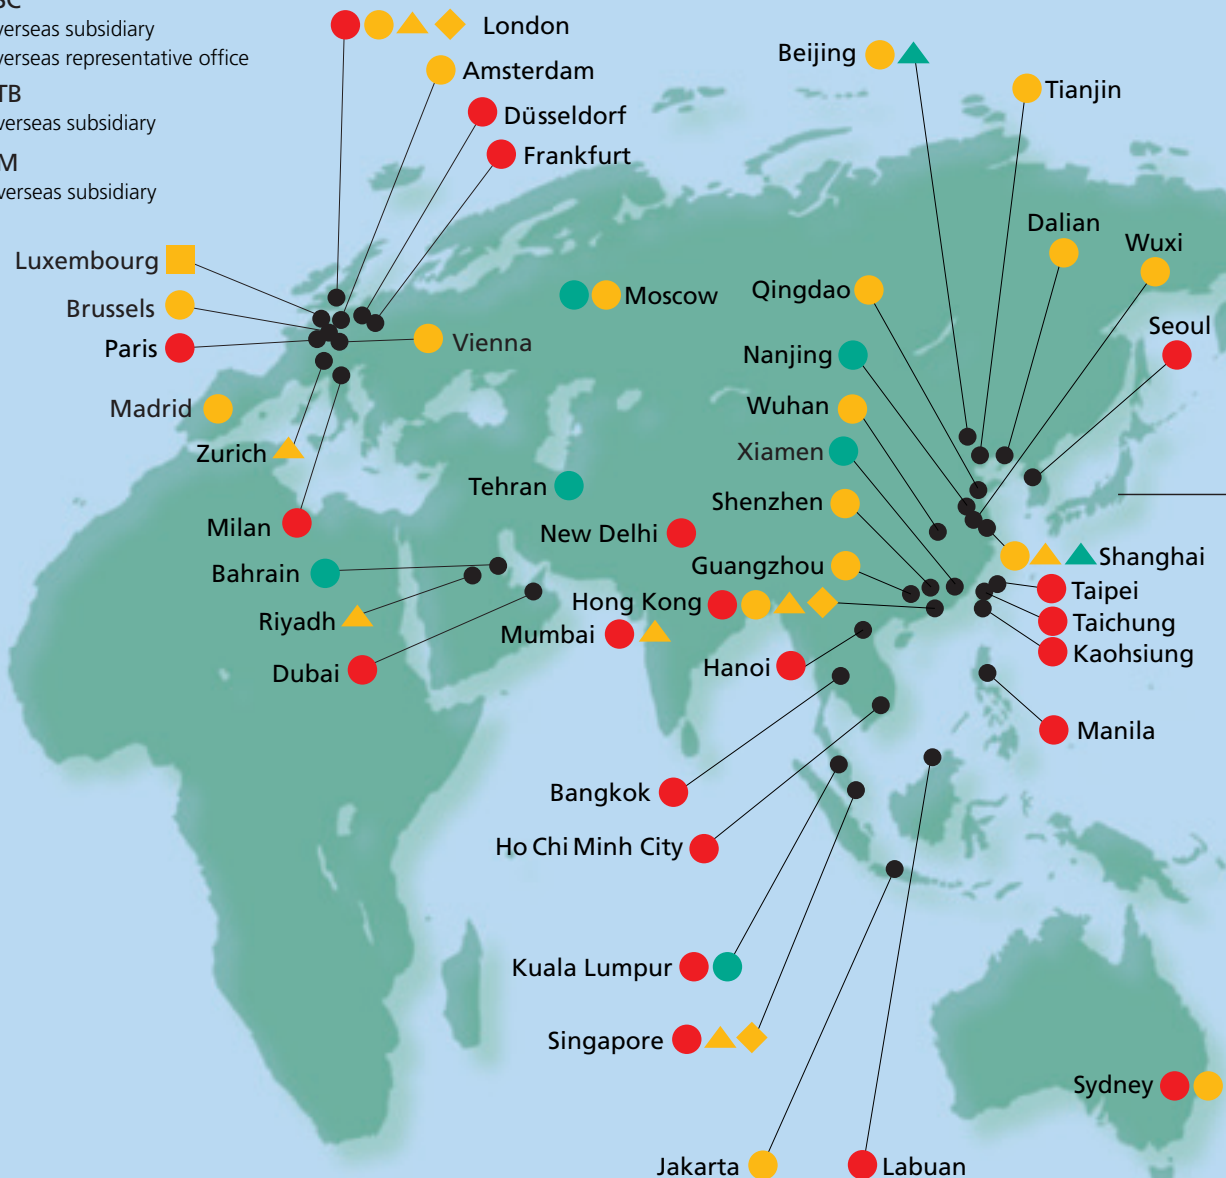 verseas subsidiary
verseas representative office
TB
verseas subsidiary
M
verseas subsidiary
London
Amsterdam
Düsseldorf
Frankfurt
Beijing
Tianjin
Dalian
Wuxi
Seoul
Luxembourg
Brussels
Paris
Vienna
Madrid
Zurich
Milan
Moscow
Qingdao
Nanjing
Wuhan
Xiamen
Shenzhen
Guangzhou
Tehran
New Delhi
Bahrain
Riyadh
Dubai
Hong Kong
Mumbai
Hanoi
Shanghai
Taipei
Taichung
Kaohsiung
Manila
Bangkok
Ho Chi Minh City
Kuala Lumpur
Singapore
Sydney
Jakarta
Labuan